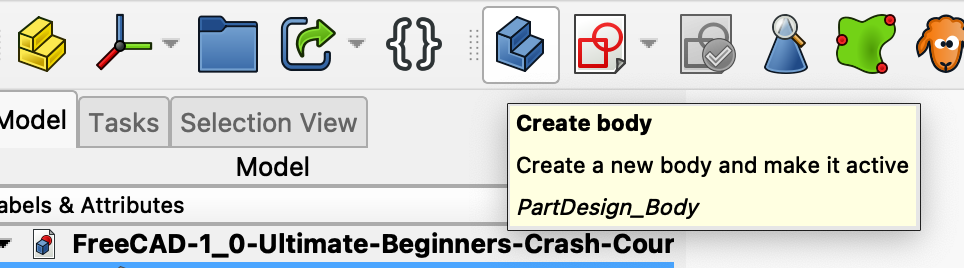 Model
Tasks
Selection View
Create body
Create a new body and make it active
PartDesign_Body
Model
abels & Attributes
FreeCAD-1_0-Ultimate-Beginners-Crash-Cour